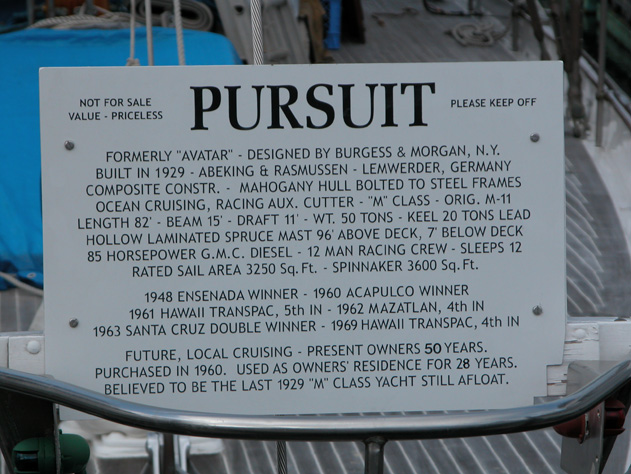 NOT FOR SALE
VALUE - PRICELESS
PURSUIT
PLEASE KEEP OFF
FORMERLY "AVATAR" - DESIGNED BY BURGESS & MORGAN, N.Y.
BUILT IN 1929 - ABEKING & RASMUSSEN - LEMWERDER, GERMANY
COMPOSITE CONSTR. - MAHOGANY HULL BOLTED TO STEEL FRAMES
OCEAN CRUISING, RACING AUX. CUTTER - "M" CLASS - ORIG. M-11
LENGTH 82' - BEAM 15' - DRAFT 11' - WT. 50 TONS - KEEL 20 TONS LEAD
HOLLOW LAMINATED SPRUCE MAST 96' ABOVE DECK, 7' BELOW DECK
85 HORSEPOWER G.M.C. DIESEL - 12 MAN RACING CREW - SLEEPS 12
RATED SAIL AREA 3250 Sq. Ft. - SPINNAKER 3600 Sq. Ft.
1948 ENSENADA WINNER - 1960 ACAPULCO WINNER
1961 HAWAII TRANSPAC, 5th IN - 1962 MAZATLAN, 4th IN
1963 SANTA CRUZ DOUBLE WINNER - 1969 HAWAII TRANSPAC, 4th IN
FUTURE, LOCAL CRUISING - PRESENT OWNERS 50 YEARS.
PURCHASED IN 1960. USED AS OWNERS' RESIDENCE FOR 28 YEARS.
BELIEVED TO BE THE LAST 1929 "M" CLASS YACHT STILL AFLOAT.